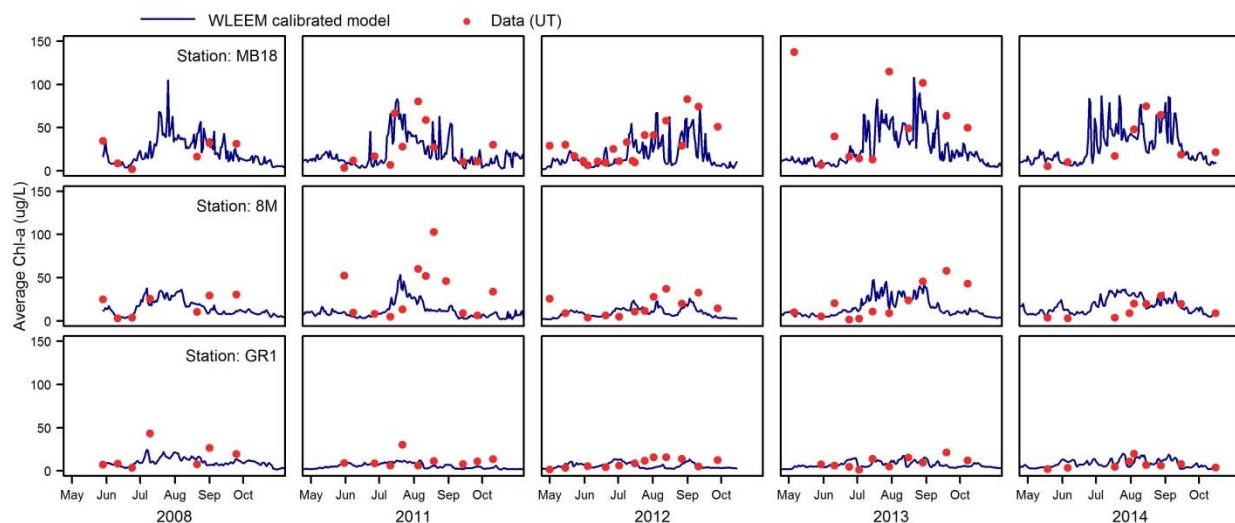 WLEEM calibrated model Data (UT)
Average Chl-a (ug/L)
150
100
50
0
Station: MB18
150
100
50
0
Station: 8M
150
100
50
0
Station: GR1
May Jun Jul Aug Sep Oct May Jun Jul Aug Sep Oct May Jun Jul Aug Sep Oct May Jun Jul Aug Sep Oct May Jun Jul Aug Sep Oct
2008 2011 2012 2013 2014